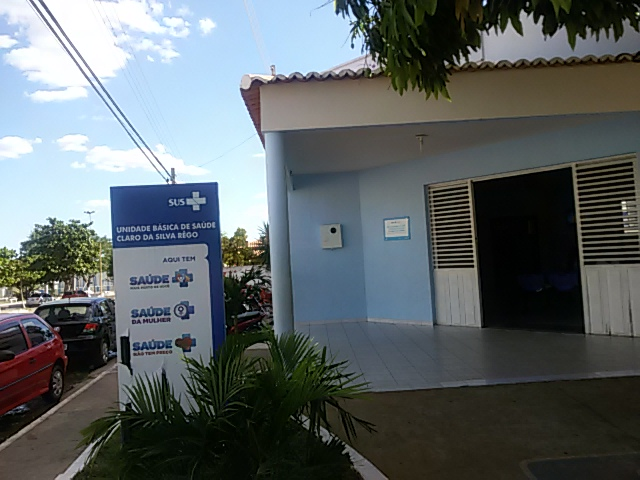 SUS
UNIDADE BÁSICA DE SAÚDE
CLARO DA SILVA RÊGO
AQUI TEM
SAÚDE
SAÚDE
DA MULHER
SAÚDE
NÃO TEM PREÇO